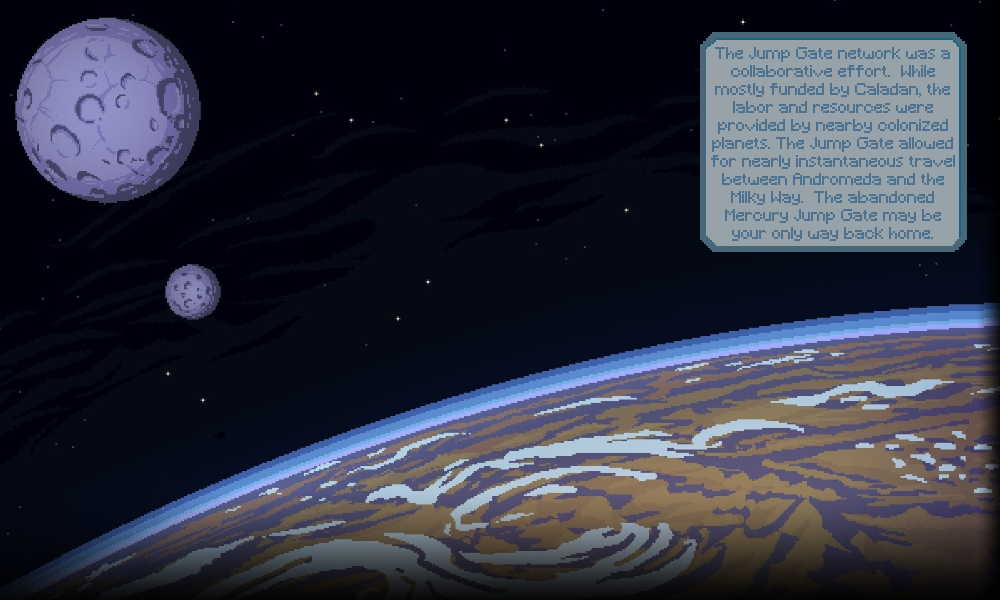 The Jump Gate network was a
collaborative effort.  While
mostly funded by Caladan, the
labor and resources were
provided by nearby colonized
planets. The Jump Gate allowed
for nearly instantaneous travel
between Andromeda and the
Milky Way.  The abandoned
Mercury Jump Gate may be
your only way back home.